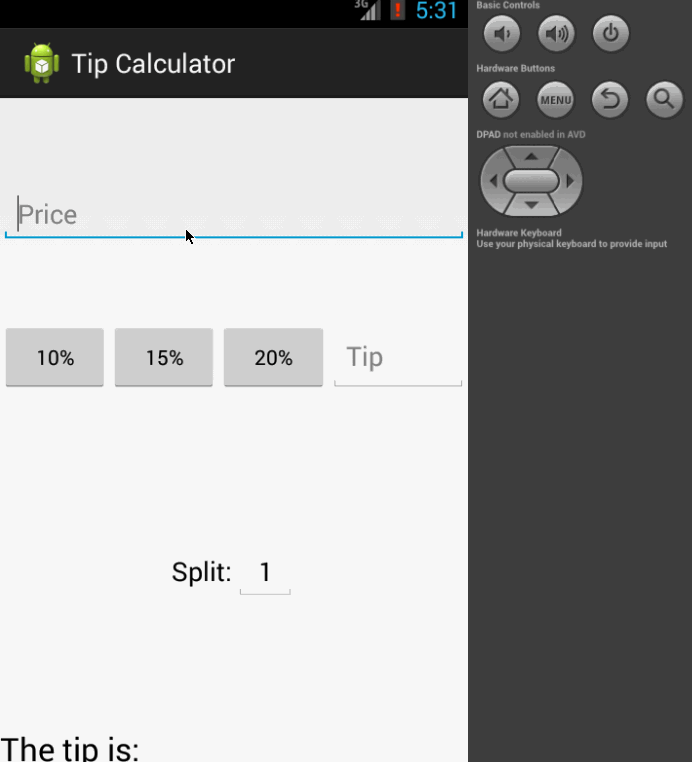 3G 5:31
Tip Calculator
Price
10% 15% 20% Tip
Split: 1
The tip is:
Basic Controls
Hardware Buttons
MENU
DPAD not enabled in AVD
Hardware Keyboard
Use your physical keyboard to provide input